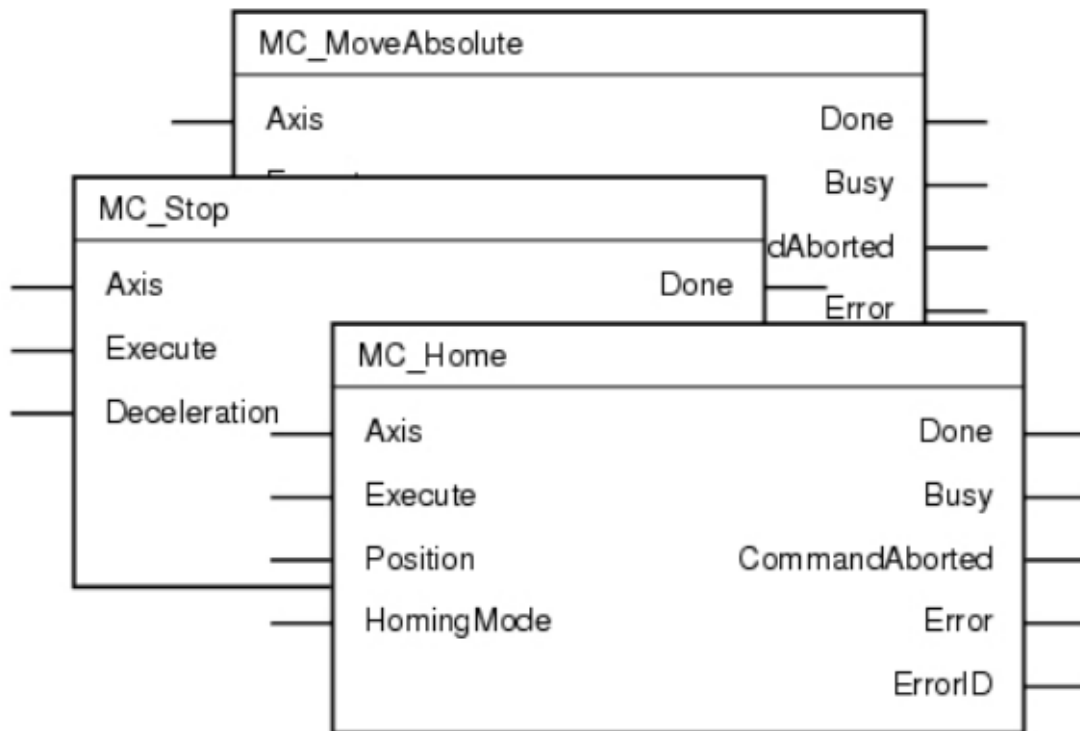 MC_MoveAbsolute
Axis
Done
Busy
dAborted
Error
MC_Stop
Axis
Done
Execute
Deceleration
MC_Home
Axis
Done
Execute
Busy
Position
CommandAborted
HomingMode
Error
ErrorID